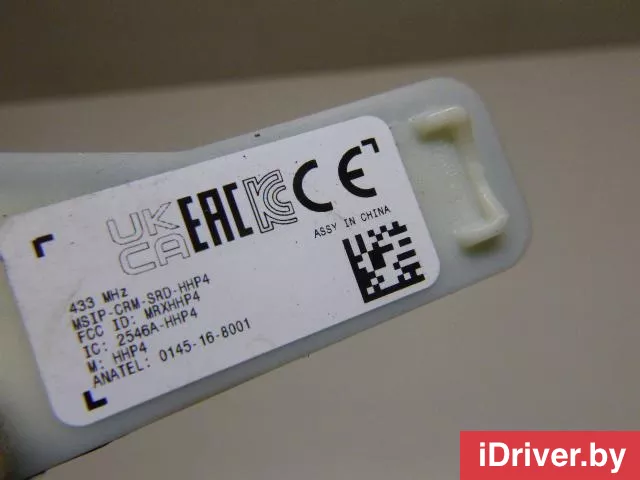 UK
CA
EAC
KC
CE
ASSY IN CHINA
433 MHz
MSIP-CRM-SRD-HHP4
FCC ID: MRXHHP4
IC: 2546A-HHP4
M: HHP4
ANATEL: 0145-16-8001
iDriver.by